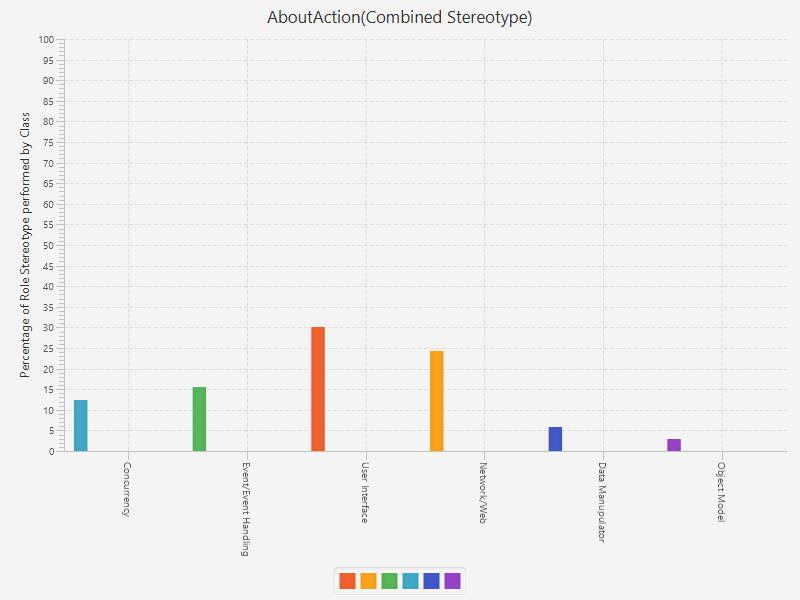 AboutAction(Combined Stereotype)
Percentage of Role Stereotype performed by Class
100
95
90
85
80
75
70
65
60
55
50
45
40
35
30
25
20
15
10
5
0
Concurrency
Event/Event Handling
User Interface
Network/Web
Data Manupulator
Object Model